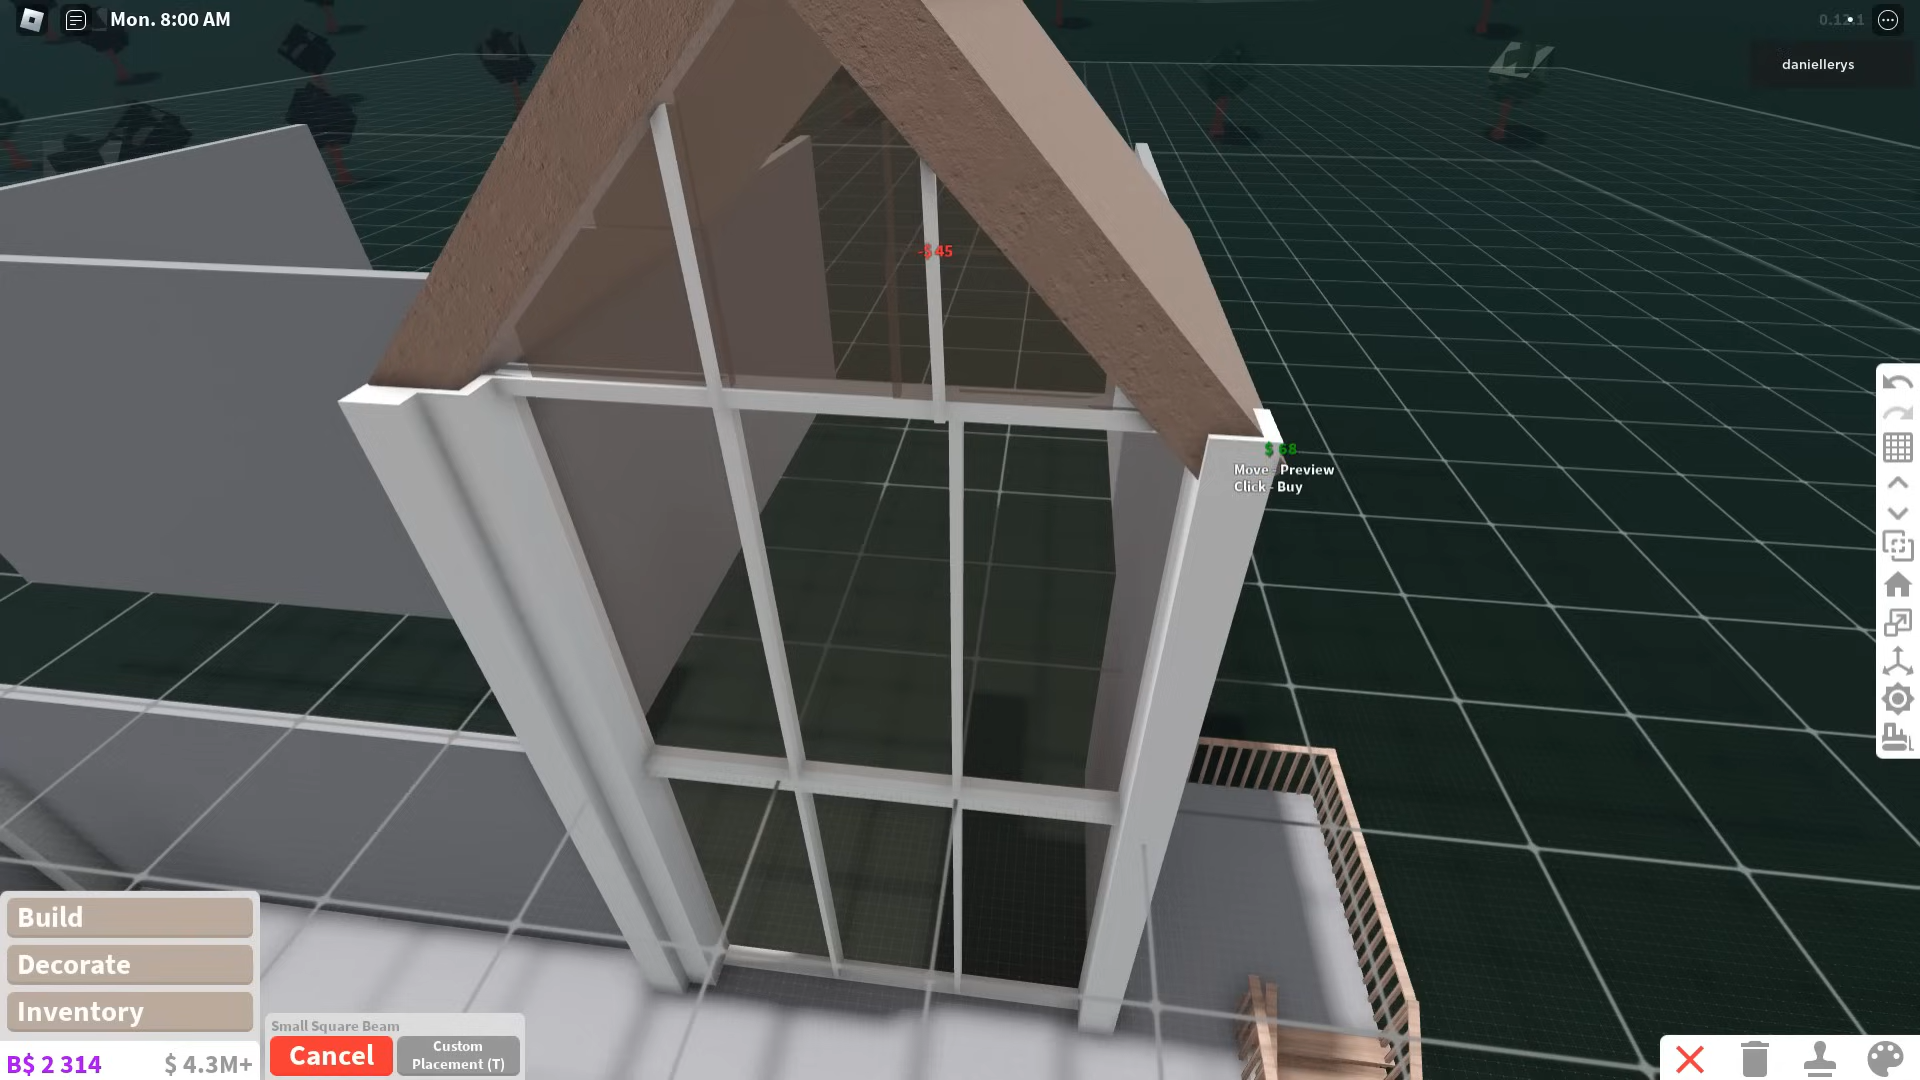 Mon. 8:00 AM
daniellerys
-$ 45
$ 68
Move - Preview
Click - Buy
Build
Decorate
Inventory
Small Square Beam
Cancel
Custom
Placement (T)
B$ 2 314
$ 4.3M+